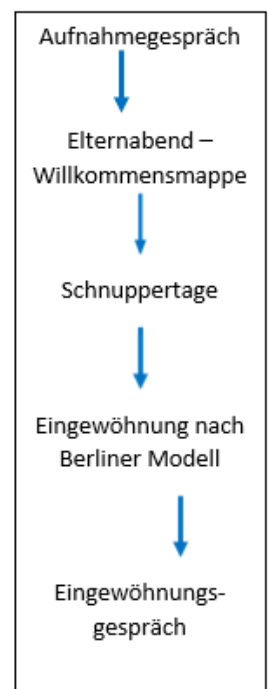 Aufnahmegespräch
Elternabend –
Willkommensmappe
Schnuppertage
Eingewöhnung nach
Berliner Modell
Eingewöhnungs-
gespräch